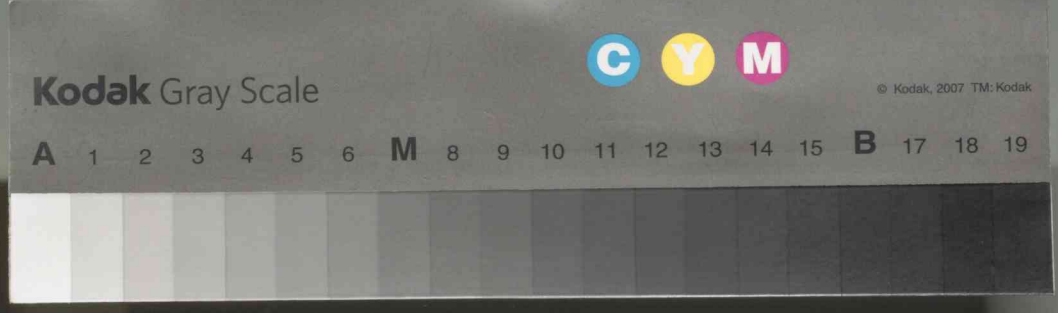 C Y M
Kodak Gray Scale
© Kodak, 2007 TM: Kodak
A 1 2 3 4 5 6 M 8 9 10 11 12 13 14 15 B 17 18 19